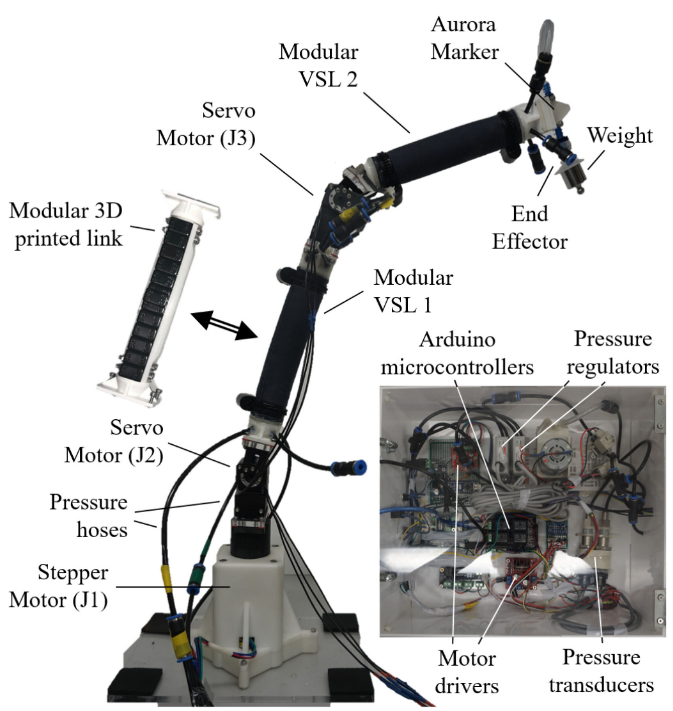 Aurora
Marker
Modular
VSL 2
Servo
Motor (J3)
Weight
Modular 3D
printed link
End
Effector
Modular
VSL 1
Arduino
microcontrollers
Pressure
regulators
Servo
Motor (J2)
Pressure
hoses
Stepper
Motor (J1)
Motor
drivers
Pressure
transducers